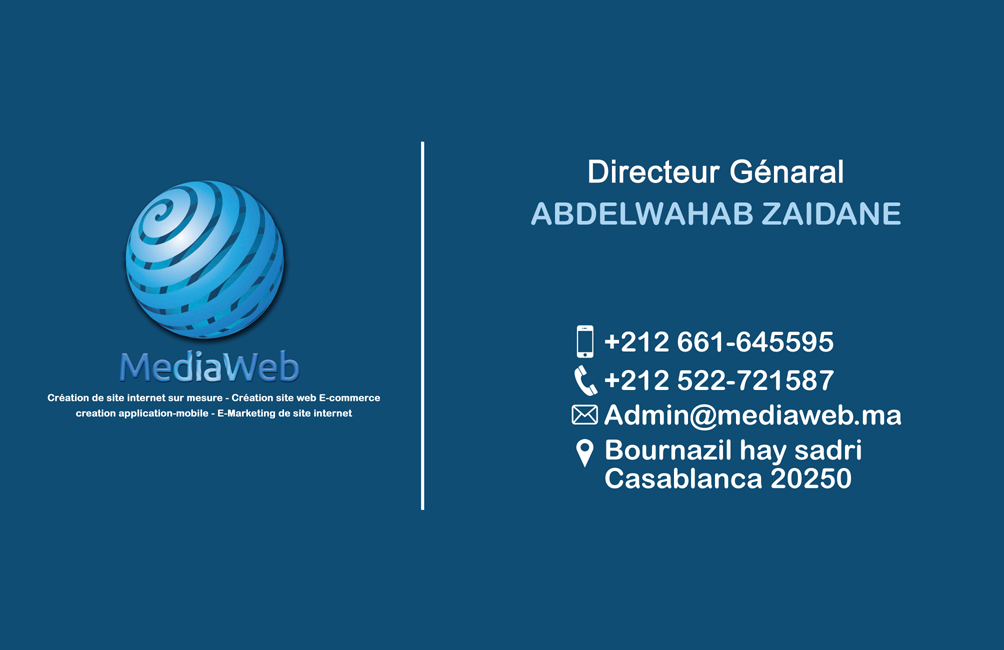 MediaWeb
Création de site internet sur mesure - Création site web E-commerce
creation application-mobile - E-Marketing de site internet
Directeur Génaral
ABDELWAHAB ZAIDANE
+212 661-645595
+212 522-721587
Admin@mediaweb.ma
Bournazil hay sadri
Casablanca 20250